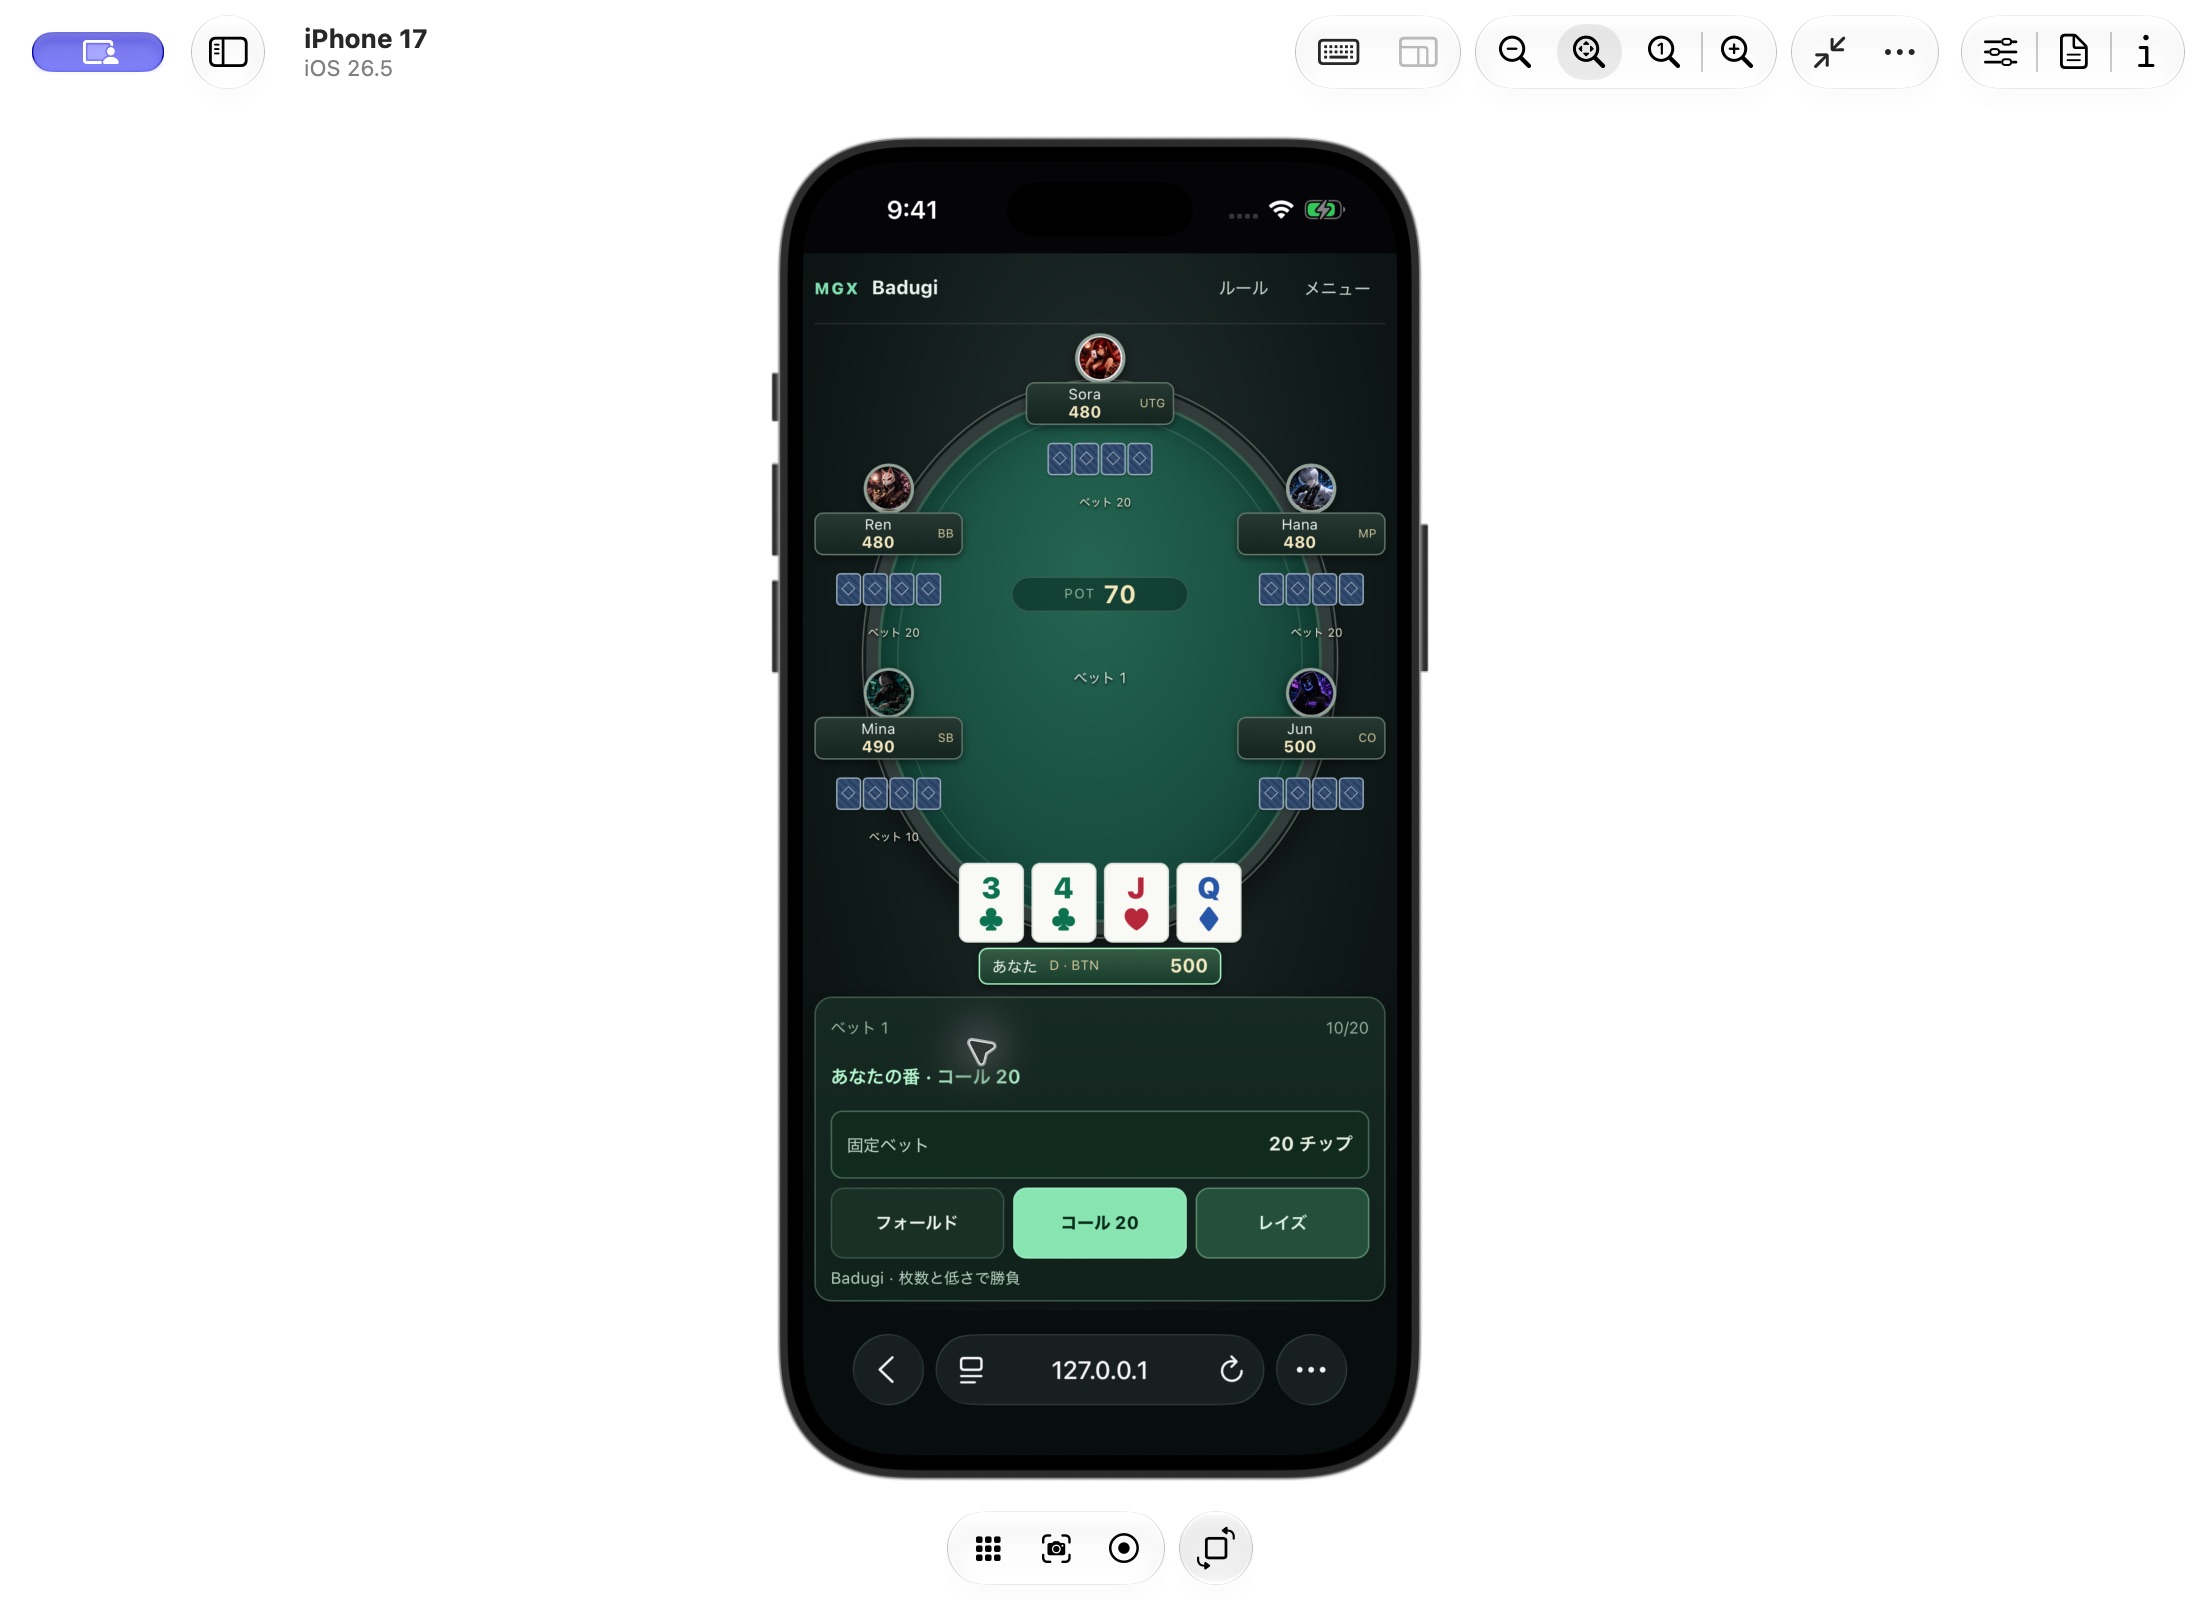 iPhone 17
iOS 26.5
9:41
MGX Badugi ルール メニュー
Sora
480 UTG
ベット 20
Ren
480 BB
Hana
480 MP
POT 70
ベット 20
ベット 20
ベット 1
Mina
490 SB
Jun
500 CO
ベット 10
3 4 J Q
あなた D · BTN 500
ベット 1 10/20
あなたの番 · コール 20
固定ベット 20 チップ
フォールド コール 20 レイズ
Badugi · 枚数と低さで勝負
127.0.0.1